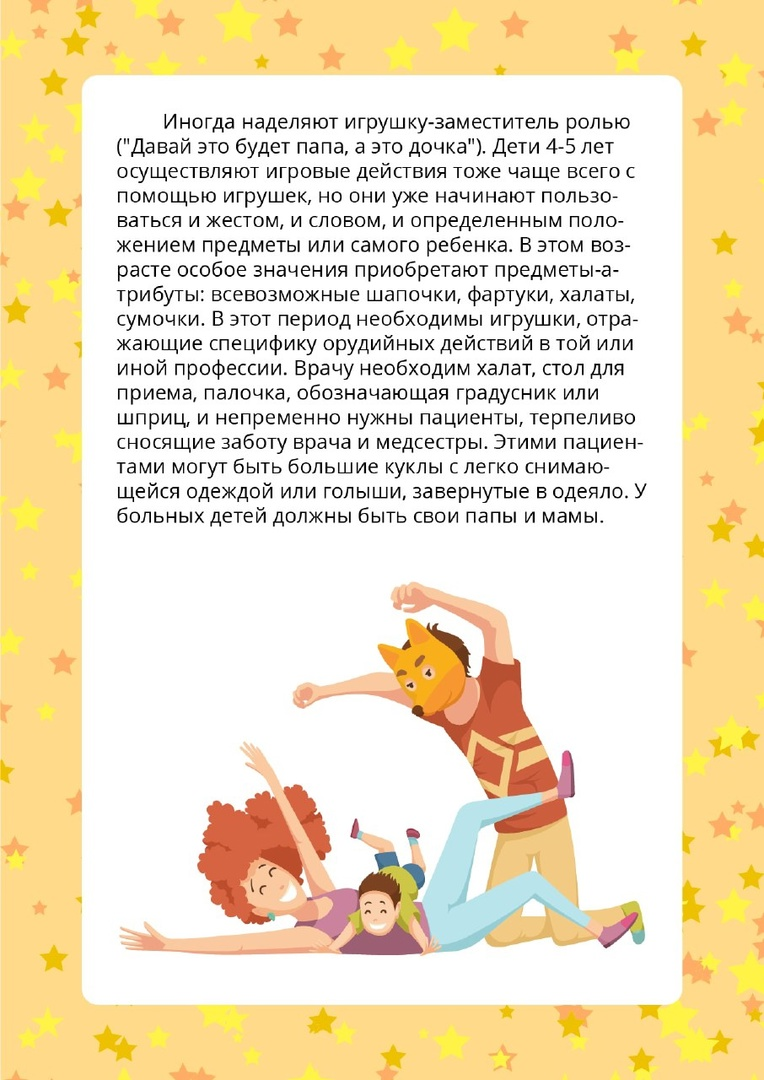 Иногда наделяют игрушку-заместитель ролью
("Давай это будет папа, а это дочка"). Дети 4-5 лет
осуществляют игровые действия тоже чаще всего с
помощью игрушек, но они уже начинают пользо-
ваться и жестом, и словом, и определенным поло-
жением предметы или самого ребенка. В этом воз-
расте особое значения приобретают предметы-а-
трибуты: всевозможные шапочки, фартуки, халаты,
сумочки. В этот период необходимы игрушки, отра-
жающие специфику орудийных действий в той или
иной профессии. Врачу необходим халат, стол для
приема, палочка, обозначающая градусник или
шприц, и непременно нужны пациенты, терпеливо
сносящие заботу врача и медсестры. Этими пациен-
тами могут быть большие куклы с легко снимаю-
щейся одеждой или голыши, завернутые в одеяло. У
больных детей должны быть свои папы и мамы.